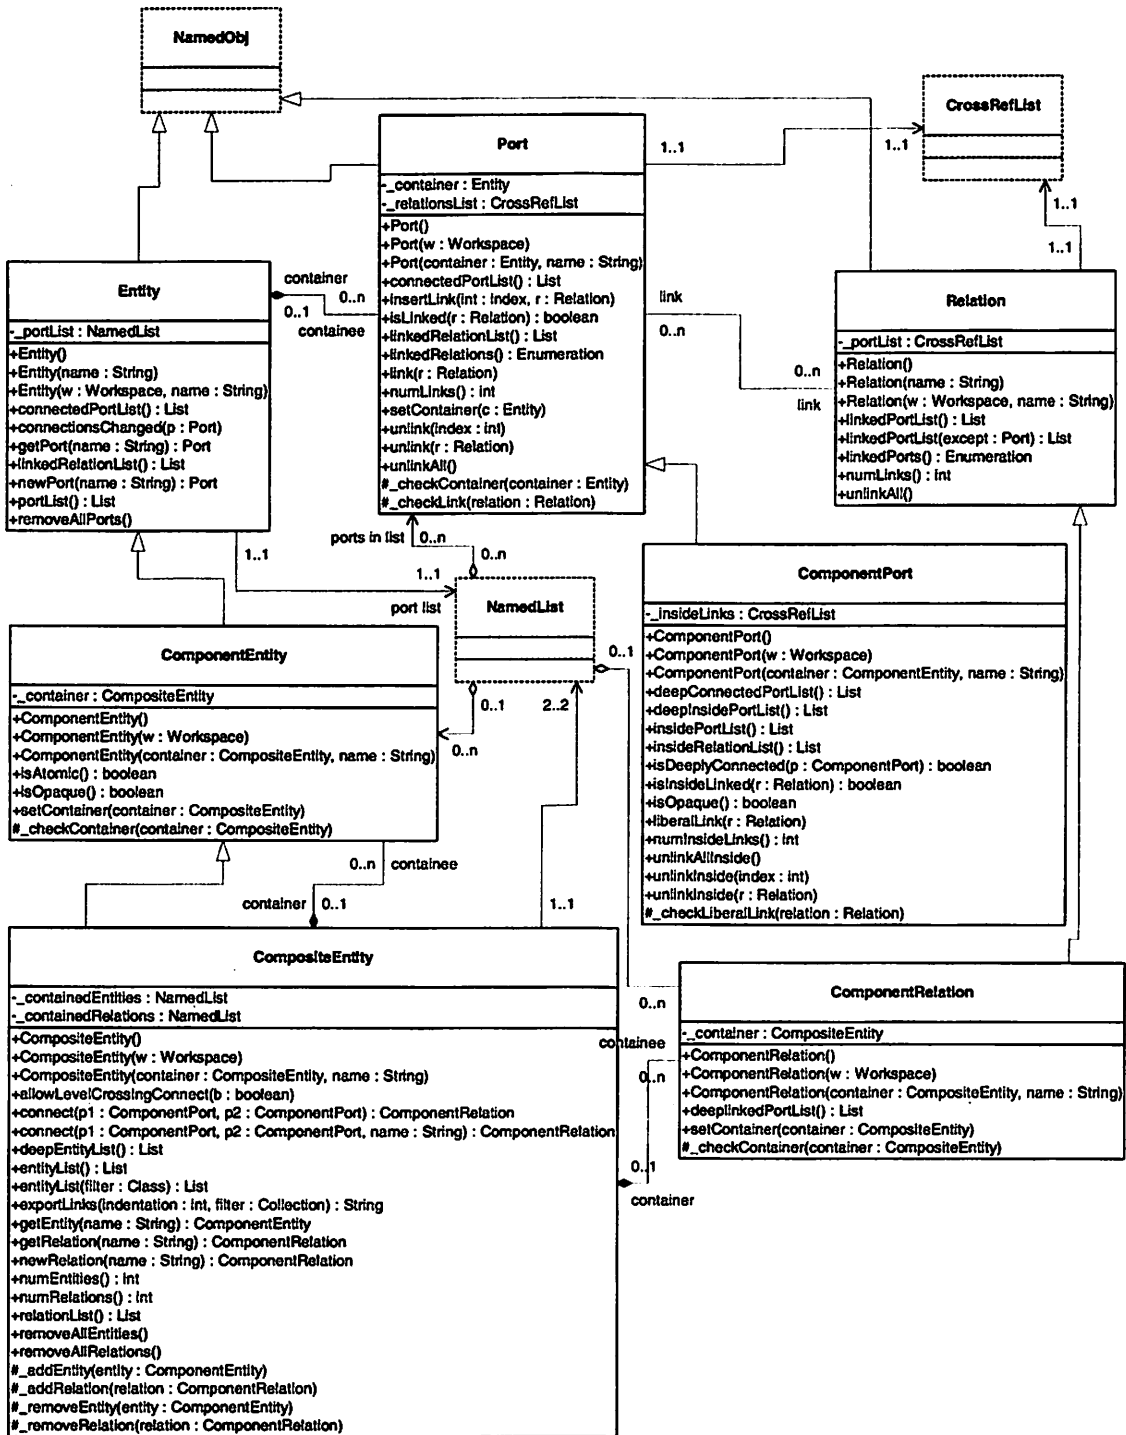 NamedObj
CrossRefList
Port
-_container : Entity
-_relationsList : CrossRefList
+Port()
+Port(w : Workspace)
+Port(container : Entity, name : String)
+connectedPortList() : List
+insertLink(int : Index, r : Relation)
+isLinked(r : Relation) : boolean
+linkedRelationList() : List
+linkedRelations() : Enumeration
+link(r : Relation)
+numLinks() : int
+setContainer(c : Entity)
+unlink(index : int)
+unlink(r : Relation)
+unlinkAll()
#_checkContainer(container : Entity)
#_checkLink(relation : Relation)
1..1
1..1
1..1
1..1
Entity
-_portList : NamedList
+Entity()
+Entity(name : String)
+Entity(w : Workspace, name : String)
+connectedPortList() : List
+connectionsChanged(p : Port)
+getPort(name : String) : Port
+linkedRelationList() : List
+newPort(name : String) : Port
+portList() : List
+removeAllPorts()
container
0..n
0..1
containee
link
0..n
0..n
link
Relation
-_portList : CrossRefList
+Relation()
+Relation(name : String)
+Relation(w : Workspace, name : String)
+linkedPortList() : List
+linkedPortList(except : Port) : List
+linkedPorts() : Enumeration
+numLinks() : int
+unlinkAll()
ports in list
0..n
0..n
1..1
1..1
port list
NamedList
ComponentPort
-_insideLinks : CrossRefList
+ComponentPort()
+ComponentPort(w : Workspace)
+ComponentPort(container : ComponentEntity, name : String)
+deepConnectedPortList() : List
+deepInsidePortList() : List
+insidePortList() : List
+insideRelationList() : List
+isDeeplyConnected(p : ComponentPort) : boolean
+isInsideLinked(r : Relation) : boolean
+isOpaque() : boolean
+liberalLink(r : Relation)
+numInsideLinks() : int
+unlinkAllInside()
+unlinkInside(index : int)
+unlinkInside(r : Relation)
#_checkLiberalLink(relation : Relation)
ComponentEntity
-_container : CompositeEntity
+ComponentEntity()
+ComponentEntity(w : Workspace)
+ComponentEntity(container : CompositeEntity, name : String)
+isAtomic() : boolean
+isOpaque() : boolean
+setContainer(container : CompositeEntity)
#_checkContainer(container : CompositeEntity)
0..1
0..1
2..2
0..n
0..n
containee
container
0..1
1..1
CompositeEntity
-_containedEntities : NamedList
-_containedRelations : NamedList
+CompositeEntity()
+CompositeEntity(w : Workspace)
+CompositeEntity(container : CompositeEntity, name : String)
+allowLevelCrossingConnect(b : boolean)
+connect(p1 : ComponentPort, p2 : ComponentPort) : ComponentRelation
+connect(p1 : ComponentPort, p2 : ComponentPort, name : String) : ComponentRelation
+deepEntityList() : List
+entityList() : List
+entityList(filter : Class) : List
+exportLinks(indentation : int, filter : Collection) : String
+getEntity(name : String) : ComponentEntity
+getRelation(name : String) : ComponentRelation
+newRelation(name : String) : ComponentRelation
+numEntities() : int
+numRelations() : int
+relationList() : List
+removeAllEntities()
+removeAllRelations()
#_addEntity(entity : ComponentEntity)
#_addRelation(relation : ComponentRelation)
#_removeEntity(entity : ComponentEntity)
#_removeRelation(relation : ComponentRelation)
0..n
containee
0..n
0..1
container
ComponentRelation
-_container : CompositeEntity
+ComponentRelation()
+ComponentRelation(w : Workspace)
+ComponentRelation(container : CompositeEntity, name : String)
+deeplinkedPortList() : List
+setContainer(container : CompositeEntity)
#_checkContainer(container : CompositeEntity)